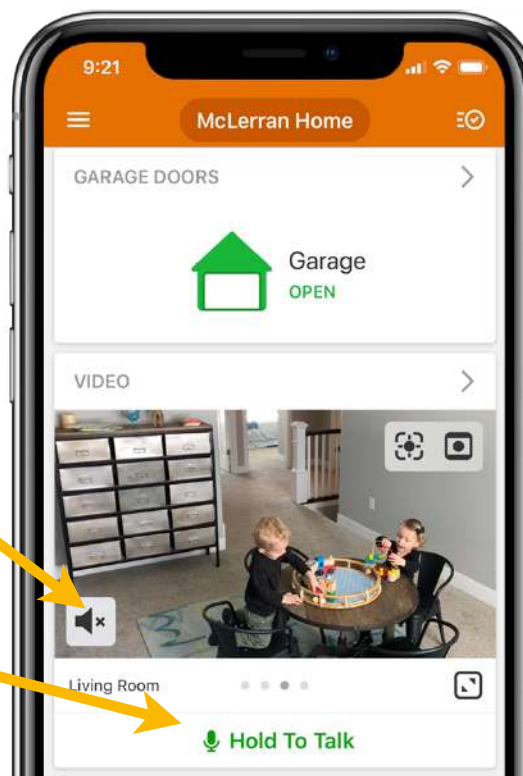 9:21
McLerran Home
GARAGE DOORS
Garage
OPEN
VIDEO
Living Room
Hold To Talk